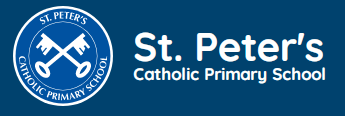 ST. PETER'S
CATHOLIC PRIMARY SCHOOL
St. Peter's
Catholic Primary School